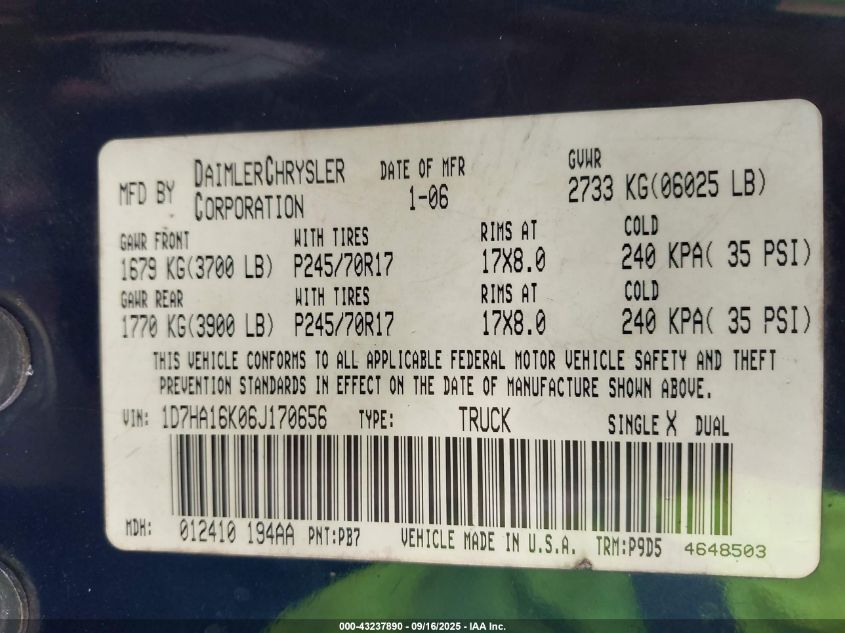 MFD BY DAIMLERCHRYSLER CORPORATION DATE OF MFR 1-06 GVWR 2733 KG(06025 LB)
GAWR FRONT WITH TIRES RIMS AT COLD
1679 KG(3700 LB) P245/70R17 17X8.0 240 KPA( 35 PSI)
GAWR REAR WITH TIRES RIMS AT COLD
1770 KG(3900 LB) P245/70R17 17X8.0 240 KPA( 35 PSI)
THIS VEHICLE CONFORMS TO ALL APPLICABLE FEDERAL MOTOR VEHICLE SAFETY AND THEFT
PREVENTION STANDARDS IN EFFECT ON THE DATE OF MANUFACTURE SHOWN ABOVE.
VIN: 1D7HA16K06J170656 TYPE: TRUCK SINGLE X DUAL
MDH: 012410 194AA PNT:PB7 VEHICLE MADE IN U.S.A. TRM:P9D5 4648503
000-43237890 - 09/16/2025 - IAA Inc.